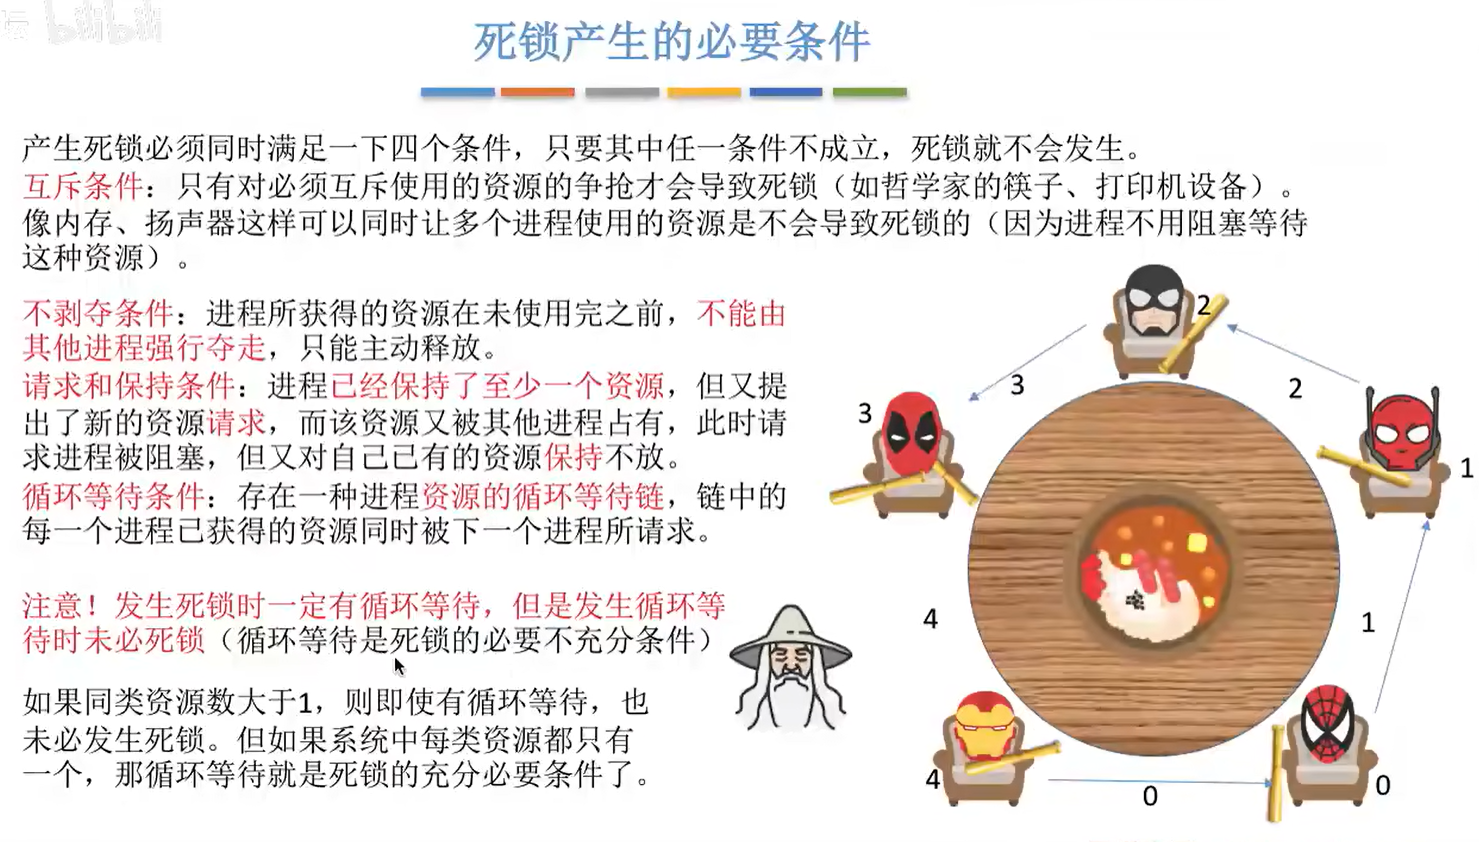 bilibili
死锁产生的必要条件
产生死锁必须同时满足一下四个条件，只要其中任一条件不成立，死锁就不会发生。
互斥条件：只有对必须互斥使用的资源的争抢才会导致死锁（如哲学家的筷子、打印机设备）。
像内存、扬声器这样可以同时让多个进程使用的资源是不会导致死锁的（因为进程不用阻塞等待
这种资源）。
不剥夺条件：进程所获得的资源在未使用完之前，不能由
其他进程强行夺走，只能主动释放。
请求和保持条件：进程已经保持了至少一个资源，但又提
出了新的资源请求，而该资源又被其他进程占有，此时请
求进程被阻塞，但又对自己已有的资源保持不放。
循环等待条件：存在一种进程资源的循环等待链，链中的
每一个进程已获得的资源同时被下一个进程所请求。
注意！发生死锁时一定有循环等待，但是发生循环等
待时未必死锁（循环等待是死锁的必要不充分条件）
如果同类资源数大于1，则即使有循环等待，也
未必发生死锁。但如果系统中每类资源都只有
一个，那循环等待就是死锁的充分必要条件了。
2
3
2
3
1
4
1
4
0
0